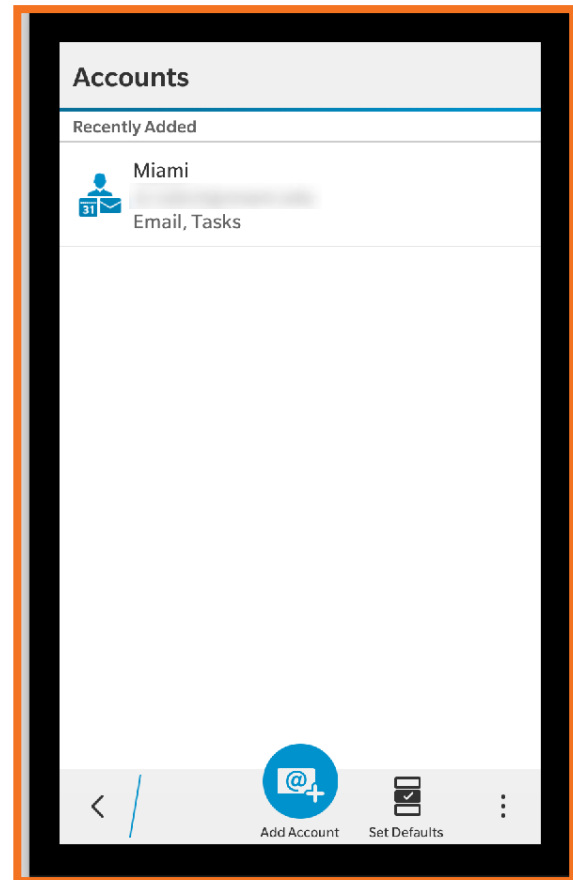 Accounts
Recently Added
Miami
Email, Tasks
31
@
Add Account
Set Defaults